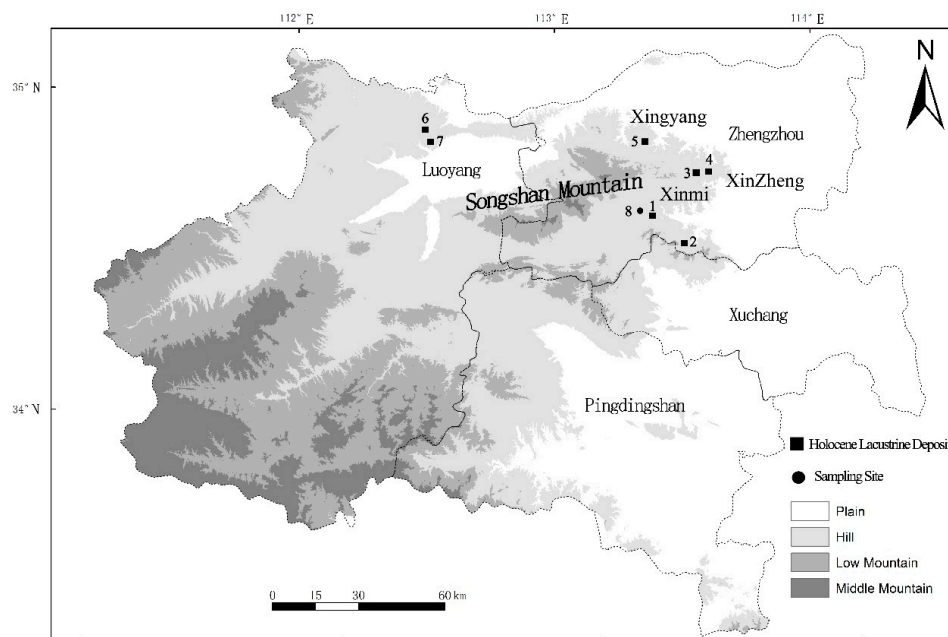 112° E 113° E 114° E
35° N
34° N
N
6
7
Luoyang
Xingyang
5
Zhengzhou
3 4
XinZheng
Songshan Mountain
Xinmi
8 1
2
Xuchang
Pingdingshan
Holocene Lacustrine Deposi
Sampling Site
Plain
Hill
Low Mountain
Middle Mountain
0 15 30 60 km